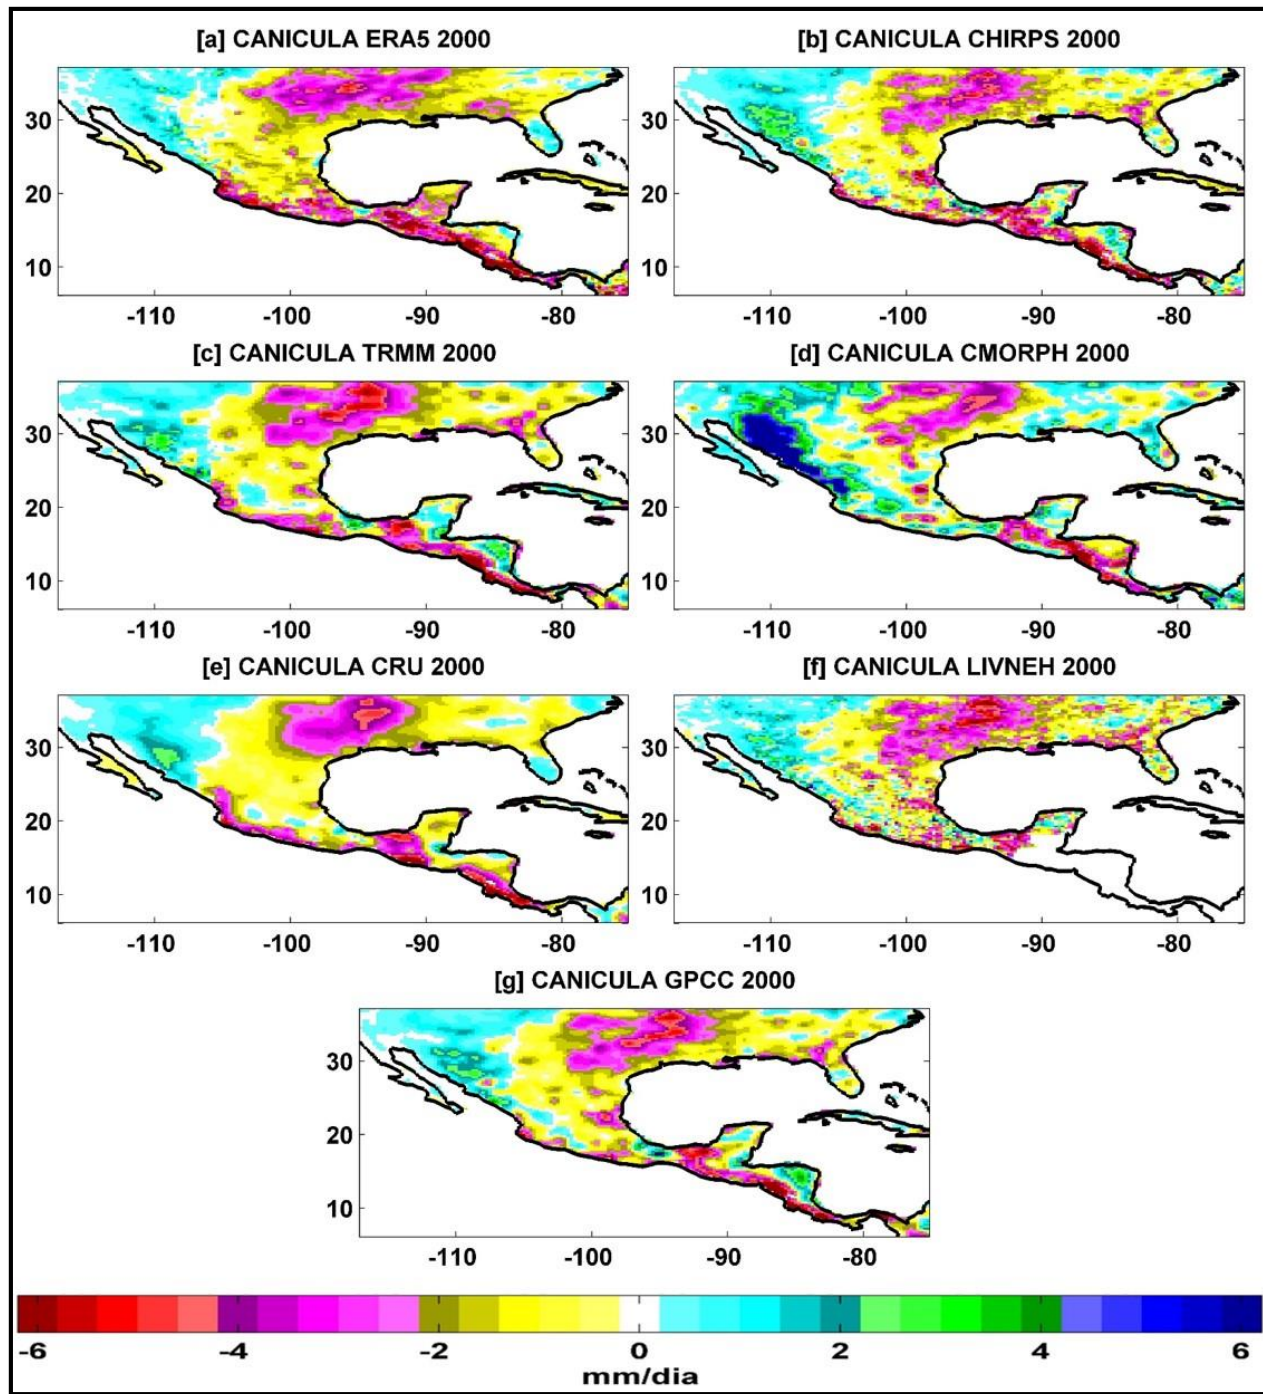 [a] CANICULA ERA5 2000
[b] CANICULA CHIRPS 2000
30
20
10
-110 -100 -90 -80
30
20
10
-110 -100 -90 -80
[c] CANICULA TRMM 2000
[d] CANICULA CMORPH 2000
30
20
10
-110 -100 -90 -80
30
20
10
-110 -100 -90 -80
[e] CANICULA CRU 2000
[f] CANICULA LIVNEH 2000
30
20
10
-110 -100 -90 -80
30
20
10
-110 -100 -90 -80
[g] CANICULA GPCC 2000
30
20
10
-110 -100 -90 -80
-6 -4 -2 0 2 4 6
mm/dia